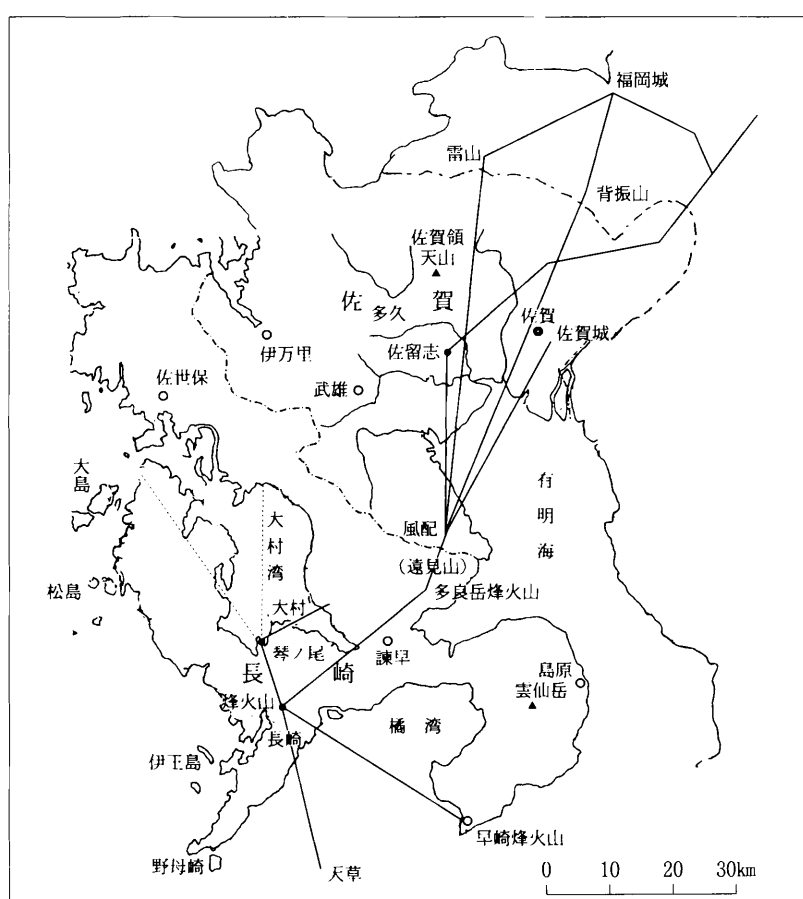 福岡城
雷山
背振山
佐賀領
天山
佐賀
多久
佐賀
佐賀城
伊万里
佐留志
佐世保
武雄
大島
有明海
風配
大村湾
(遠見山)
松島
多良岳烽火山
大村
琴ノ尾
諫早
長崎
島原
雲仙岳
烽火山
橘湾
長崎
伊王島
早崎烽火山
野母崎
天草
0 10 20 30km